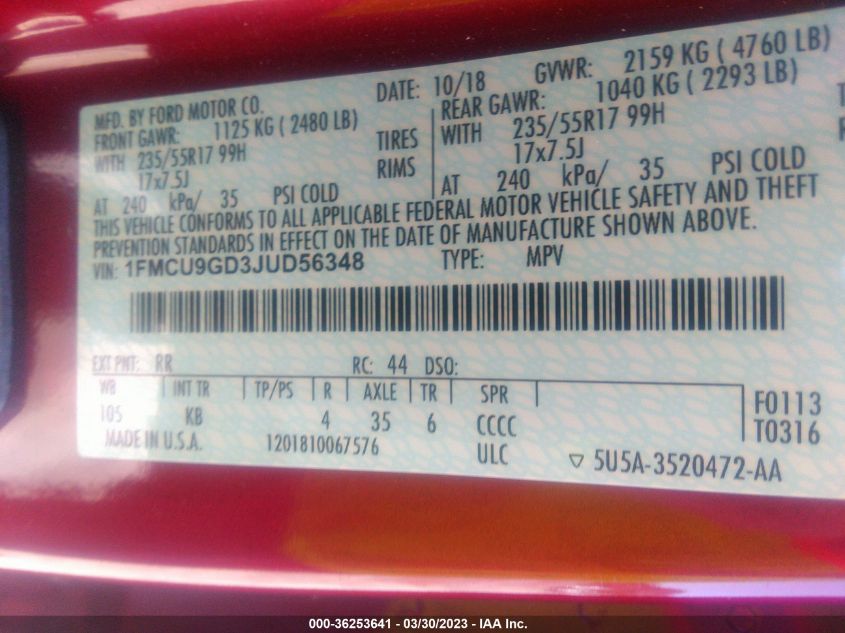 MFD. BY FORD MOTOR CO.
DATE: 10/18
GVWR: 2159 KG ( 4760 LB)
FRONT GAWR: 1125 KG ( 2480 LB)
REAR GAWR: 1040 KG ( 2293 LB)
WITH 235/55R17 99H
TIRES
WITH 235/55R17 99H
17x7.5J
RIMS
17x7.5J
AT 240 kPa/ 35 PSI COLD
AT 240 kPa/ 35 PSI COLD
THIS VEHICLE CONFORMS TO ALL APPLICABLE FEDERAL MOTOR VEHICLE SAFETY AND THEFT
PREVENTION STANDARDS IN EFFECT ON THE DATE OF MANUFACTURE SHOWN ABOVE.
VIN: 1FMCU9GD3JUD56348
TYPE: MPV
EXT PNT: RR
RC: 44 DSO:
WB INT TR TP/PS R AXLE TR SPR
105 KB 4 35 6 CCCC
F0113
T0316
MADE IN U.S.A.
1201810067576
ULC
▽ 5U5A-3520472-AA
000-36253641 - 03/30/2023 - IAA Inc.